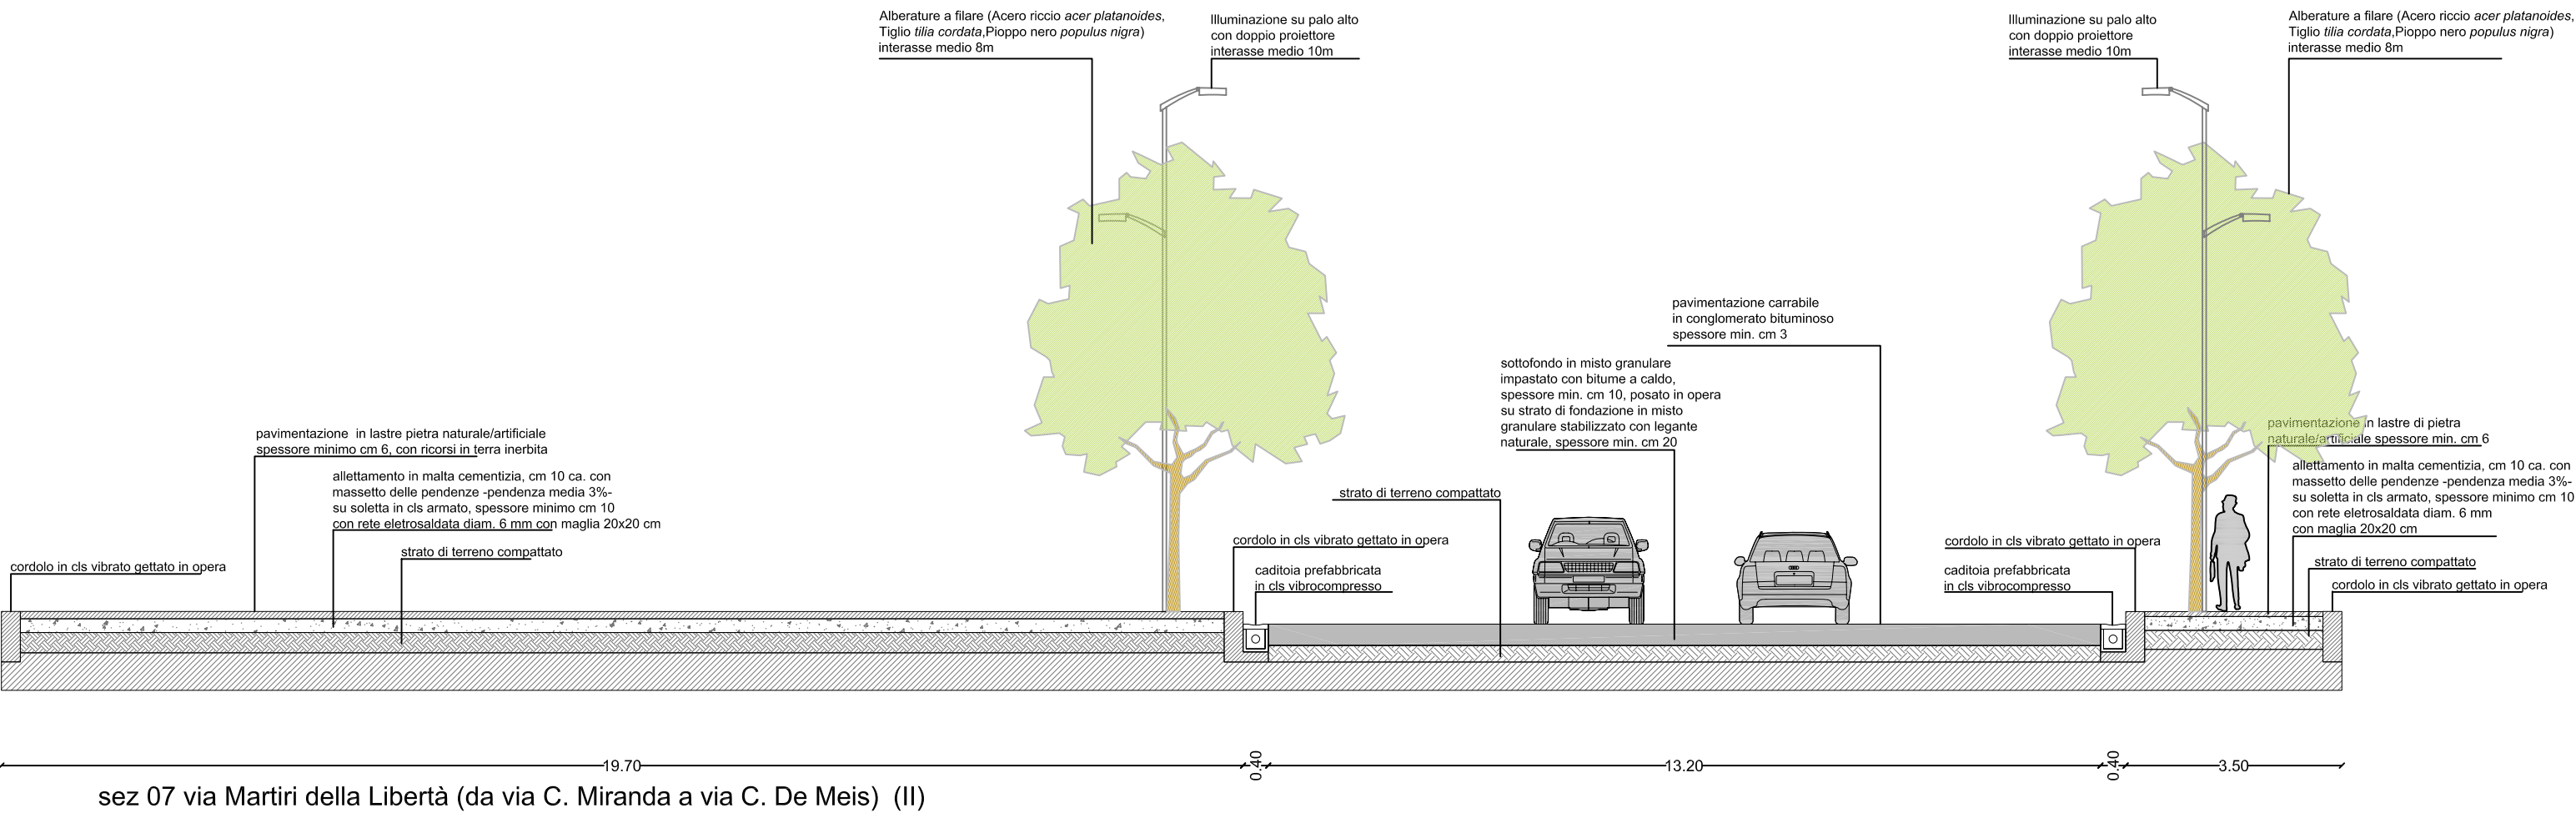 Alberature a filare (Acero riccio acer platanoides,
Tiglio tilia cordata,Pioppo nero populus nigra)
interasse medio 8m
Illuminazione su palo alto
con doppio proiettore
interasse medio 10m
Illuminazione su palo alto
con doppio proiettore
interasse medio 10m
Alberature a filare (Acero riccio acer platanoides,
Tiglio tilia cordata,Pioppo nero populus nigra)
interasse medio 8m
pavimentazione in lastre pietra naturale/artificiale
spessore minimo cm 6, con ricorsi in terra inerbita
allettamento in malta cementizia, cm 10 ca. con
massetto delle pendenze -pendenza media 3%-
su soletta in cls armato, spessore minimo cm 10
con rete eletrosaldata diam. 6 mm con maglia 20x20 cm
strato di terreno compattato
cordolo in cls vibrato gettato in opera
pavimentazione carrabile
in conglomerato bituminoso
spessore min. cm 3
sottofondo in misto granulare
impastato con bitume a caldo,
spessore min. cm 10, posato in opera
su strato di fondazione in misto
granulare stabilizzato con legante
naturale, spessore min. cm 20
strato di terreno compattato
cordolo in cls vibrato gettato in opera
caditoia prefabbricata
in cls vibrocompresso
cordolo in cls vibrato gettato in opera
caditoia prefabbricata
in cls vibrocompresso
pavimentazione in lastre di pietra
naturale/artificiale spessore min. cm 6
allettamento in malta cementizia, cm 10 ca. con
massetto delle pendenze -pendenza media 3%-
su soletta in cls armato, spessore minimo cm 10
con rete eletrosaldata diam. 6 mm
con maglia 20x20 cm
strato di terreno compattato
cordolo in cls vibrato gettato in opera
19.70
0.40
13.20
0.40
3.50
sez 07 via Martiri della Libertà (da via C. Miranda a via C. De Meis) (II)